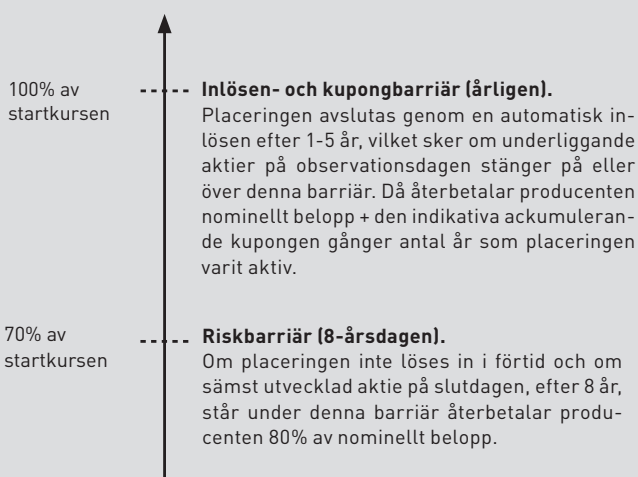 100% av
startkursen
Inlösen- och kupongbarriär (årligen).
Placeringen avslutas genom en automatisk in-
lösen efter 1-5 år, vilket sker om underliggande
aktier på observationsdagen stänger på eller
över denna barriär. Då återbetalar producenten
nominellt belopp + den indikativa ackumuleran-
de kupongen gånger antal år som placeringen
varit aktiv.
70% av
startkursen
Riskbarriär (8-årsdagen).
Om placeringen inte löses in i förtid och om
sämst utvecklad aktie på slutdagen, efter 8 år,
står under denna barriär återbetalar produ-
centen 80% av nominellt belopp.